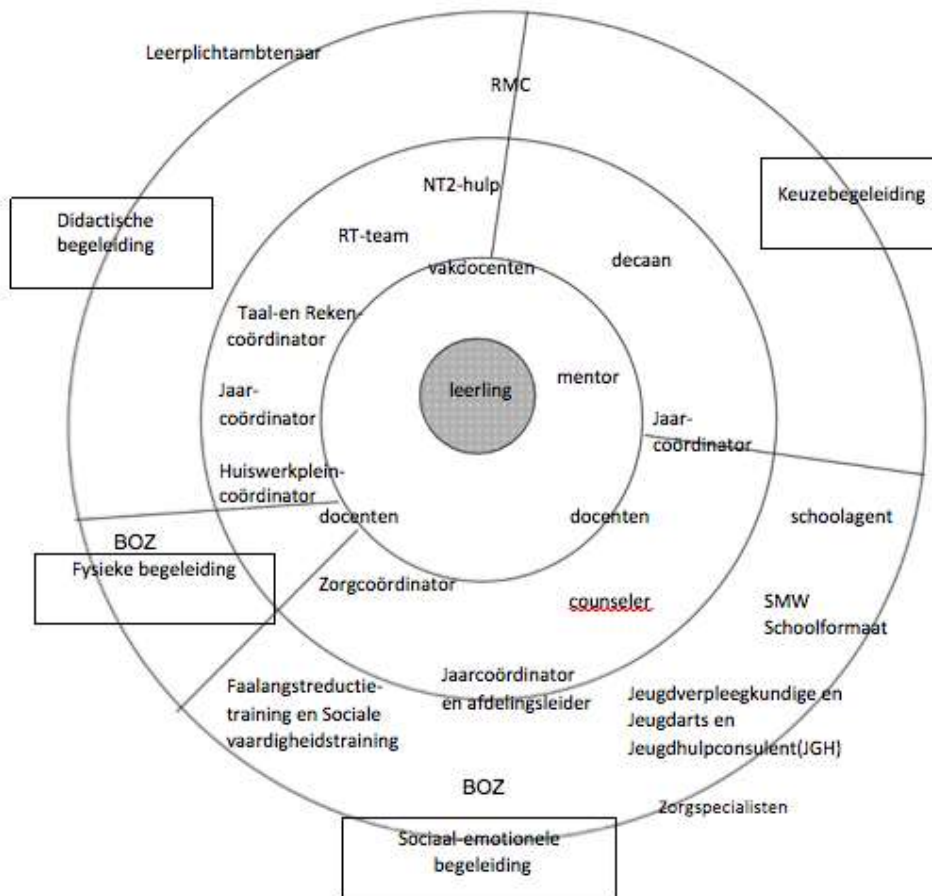 Leerplichtambtenaar
RMC
NT2-hulp
Keuzebegeleiding
Didactische
begeleiding
RT-team
decaan
vakdocenten
Taal-en Reken-
coördinator
leerling
mentor
Jaar-
coördinator
Jaar-
coördinator
Huiswerkplein-
coördinator
docenten
docenten
schoolagent
BOZ
Fysieke begeleiding
Zorgcoördinator
counseler
SMW
Schoolformaat
Faalangstreductie-
training en Sociale
vaardigheidstraining
Jaarcoördinator
en afdelingsleider
Jeugdverpleegkundige en
Jeugdarts en
Jeugdhulpconsulent(JGH)
BOZ
Zorgspecialisten
Sociaal-emotionele
begeleiding